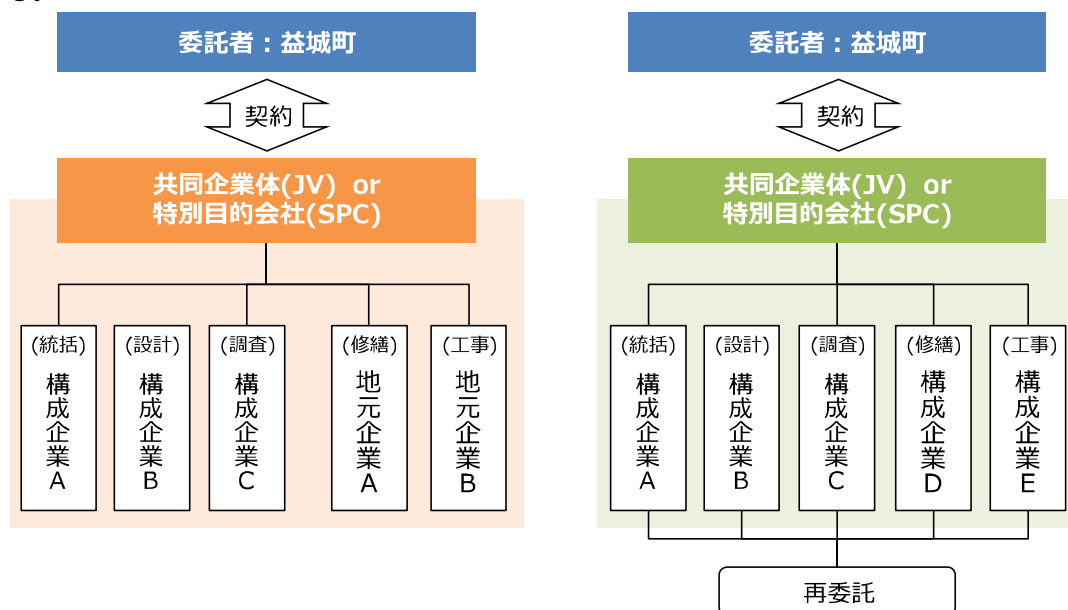 委託者：益城町
契約
共同企業体(JV) or
特別目的会社(SPC)
(統括)
構成企業A
(設計)
構成企業B
(調査)
構成企業C
(修繕)
地元企業A
(工事)
地元企業B
委託者：益城町
契約
共同企業体(JV) or
特別目的会社(SPC)
(統括)
構成企業A
(設計)
構成企業B
(調査)
構成企業C
(修繕)
構成企業D
(工事)
構成企業E
再委託